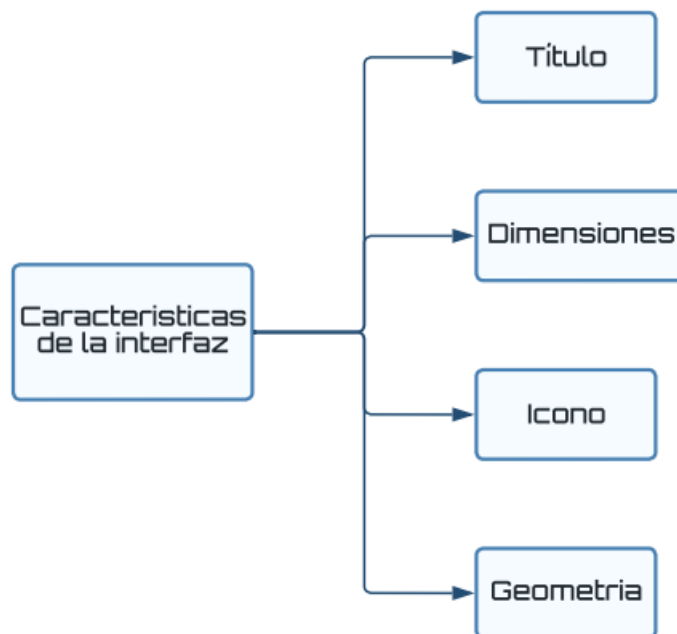 Título
Dimensiones
Caracteristicas
de la interfaz
Icono
Geometria